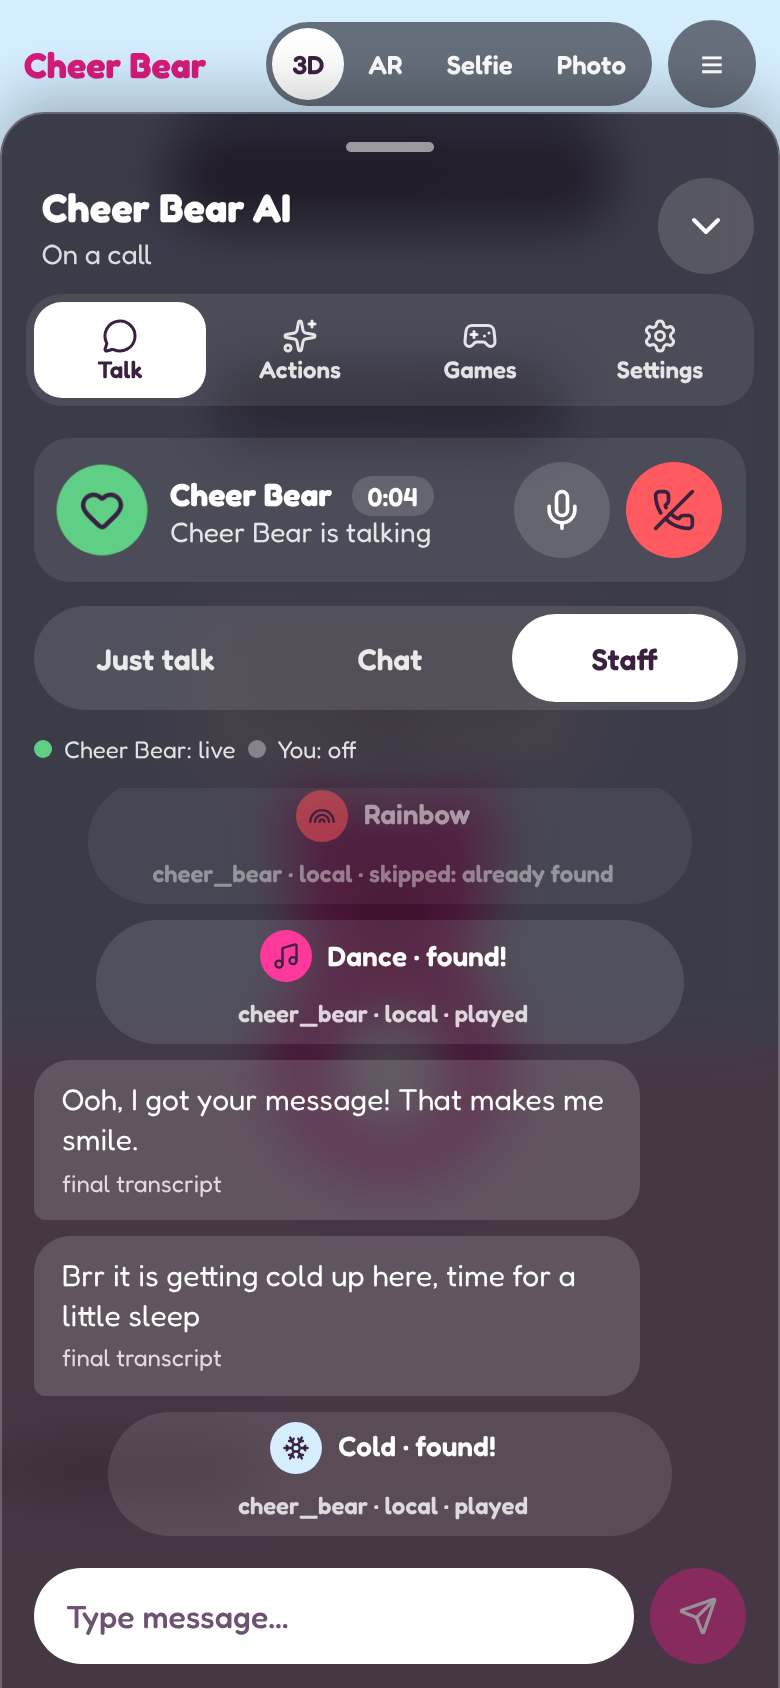 Cheer Bear
3D
AR
Selfie
Photo
Cheer Bear AI
On a call
Talk
Actions
Games
Settings
Cheer Bear 0:04
Cheer Bear is talking
Just talk
Chat
Staff
Cheer Bear: live
You: off
Rainbow
cheer_bear · local · skipped: already found
Dance · found!
cheer_bear · local · played
Ooh, I got your message! That makes me
smile.
final transcript
Brr it is getting cold up here, time for a
little sleep
final transcript
Cold · found!
cheer_bear · local · played
Type message...